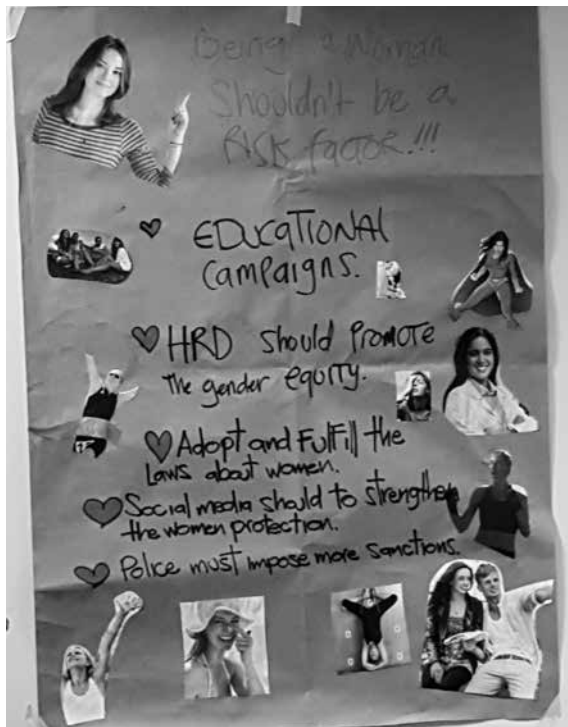 Being a Woman
Shouldn't be a
RISK factor!!!
EDUCATIONAL
Campaigns.
HRD should Promote
the gender equity.
Adopt and Fulfill the
Laws about women.
Social media should to strengthen
the women protection.
Police must impose more sanctions.